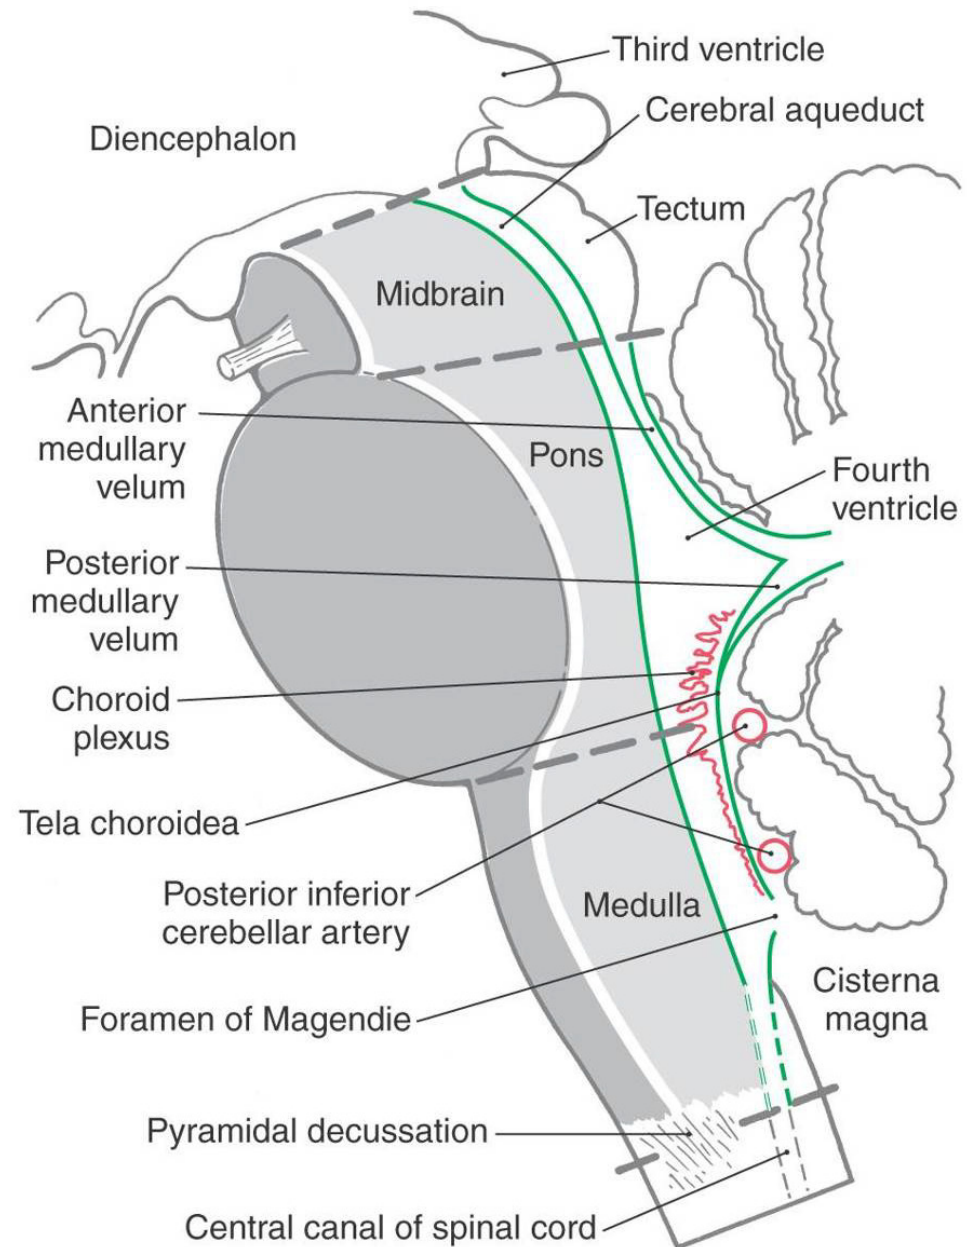 Third ventricle
Cerebral aqueduct
Diencephalon
Tectum
Midbrain
Anterior
medullary
velum
Pons
Fourth
ventricle
Posterior
medullary
velum
Choroid
plexus
Tela choroidea
Posterior inferior
cerebellar artery
Medulla
Foramen of Magendie
Cisterna
magna
Pyramidal decussation
Central canal of spinal cord